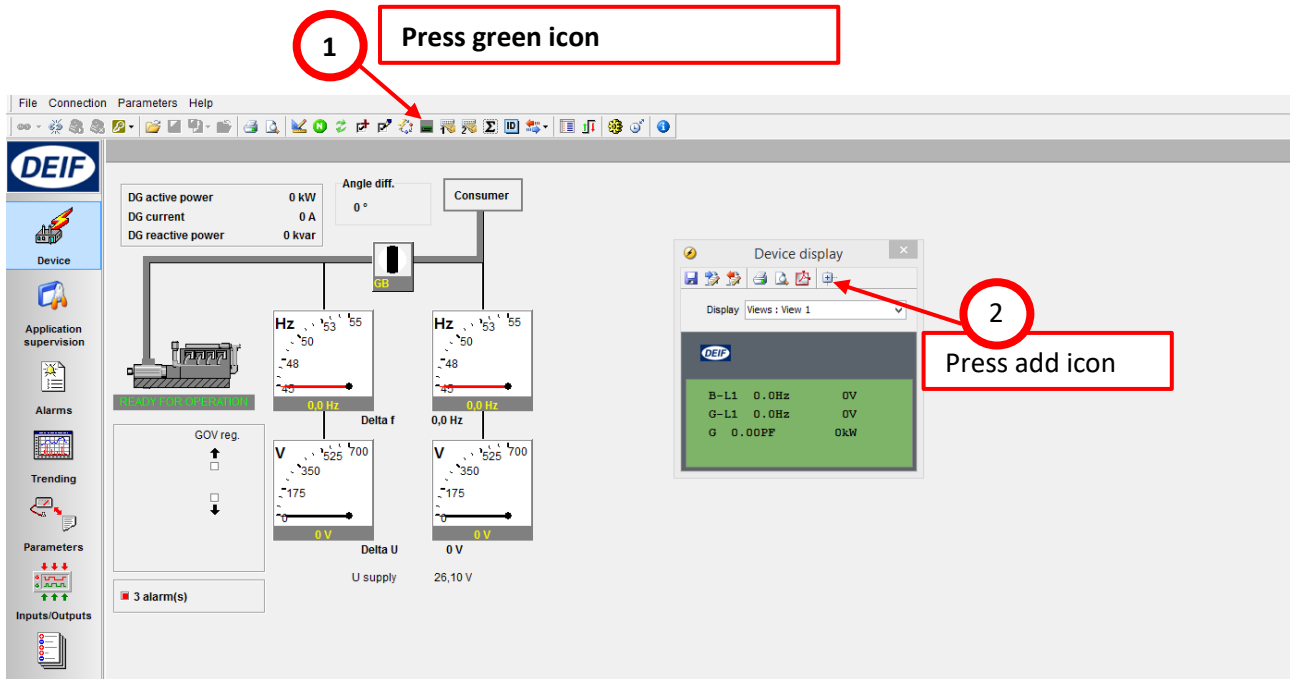 1
Press green icon
File Connection Parameters Help
N
Σ
ID
DEIF
Device
Application
supervision
Alarms
Trending
Parameters
Inputs/Outputs
DG active power 0 kW
DG current 0 A
DG reactive power 0 kvar
Angle diff.
0 °
Consumer
GB
READY FOR OPERATION
Hz 53 55
50
48
45
0,0 Hz
Hz 53 55
50
48
45
0,0 Hz
Delta f 0,0 Hz
GOV reg.
V 525 700
350
175
0
0 V
V 525 700
350
175
0
0 V
Delta U 0 V
U supply 26,10 V
3 alarm(s)
Device display
Display Views : View 1
DEIF
B-L1 0.0Hz 0V
G-L1 0.0Hz 0V
G 0.00PF 0kW
2
Press add icon